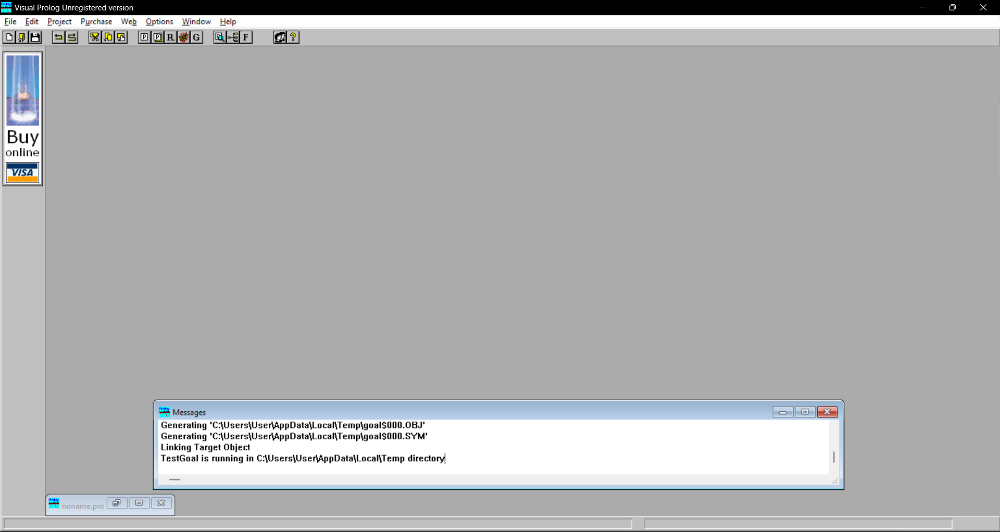 Visual Prolog Unregistered version
File Edit Project Purchase Web Options Window Help
P P R G F ?
Buy
online
VISA
Messages
Generating 'C:\Users\User\AppData\Local\Temp\goal$000.OBJ'
Generating 'C:\Users\User\AppData\Local\Temp\goal$000.SYM'
Linking Target Object
TestGoal is running in C:\Users\User\AppData\Local\Temp directory
noname.pro